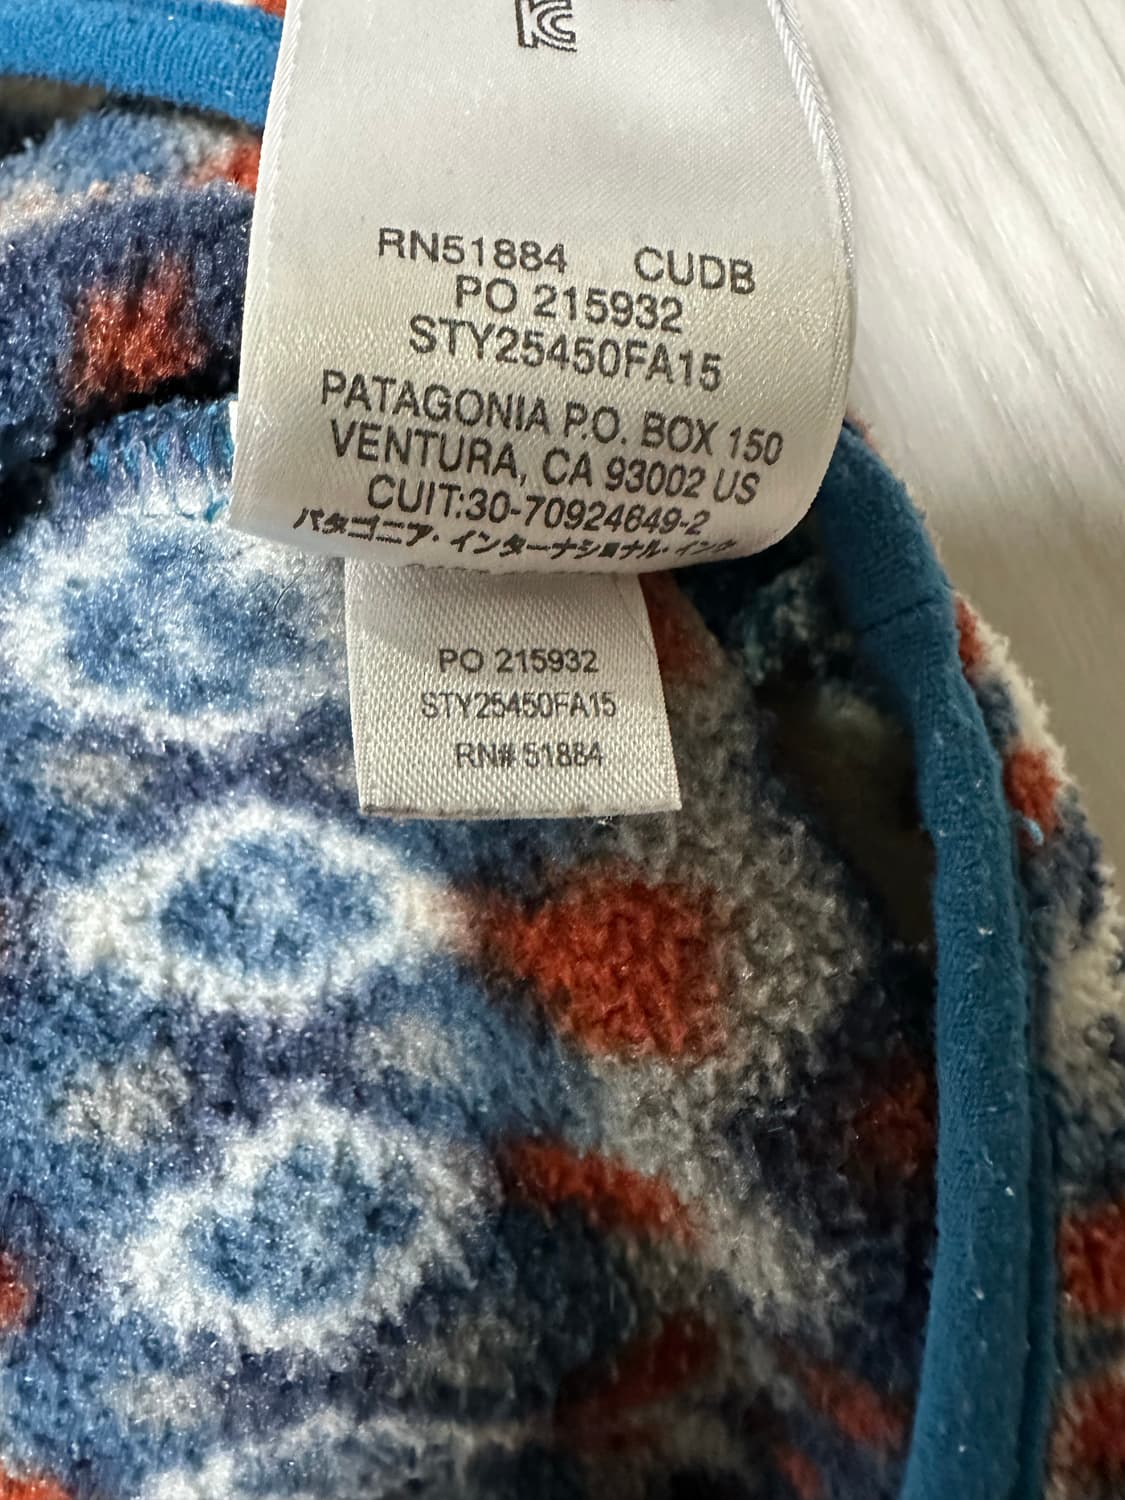 RN51884 CUDB
PO 215932
STY25450FA15
PATAGONIA P.O. BOX 150
VENTURA, CA 93002 US
CUIT:30-70924649-2
パタゴニア・インターナショナル・インク
PO 215932
STY25450FA15
RN# 51884